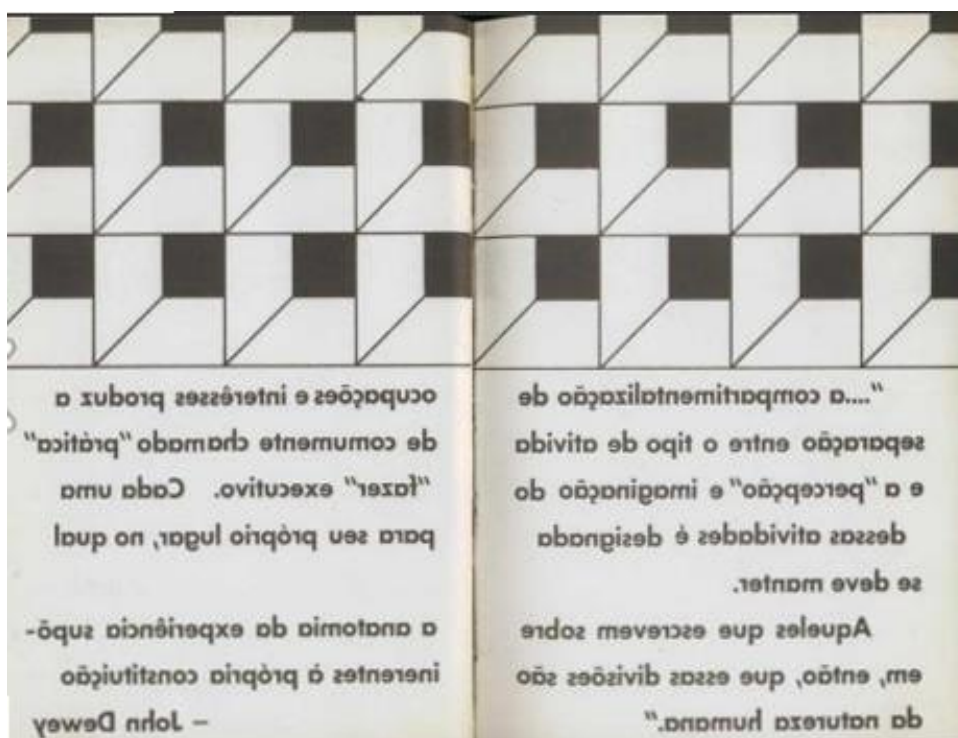 "....a compartimentalização de ocupações e interêsses produz a
separação entre o tipo de ativida de comumente chamado "prática"
e a "percepção" e imaginação do "fazer" executivo. Cada uma
dessas atividades é designada para seu próprio lugar, no qual
se deve manter.
Aqueles que escrevem sobre a anatomia da experiência supõ-
em, então, que essas divisões são inerentes à própria constituição
da natureza humana." – John Dewey